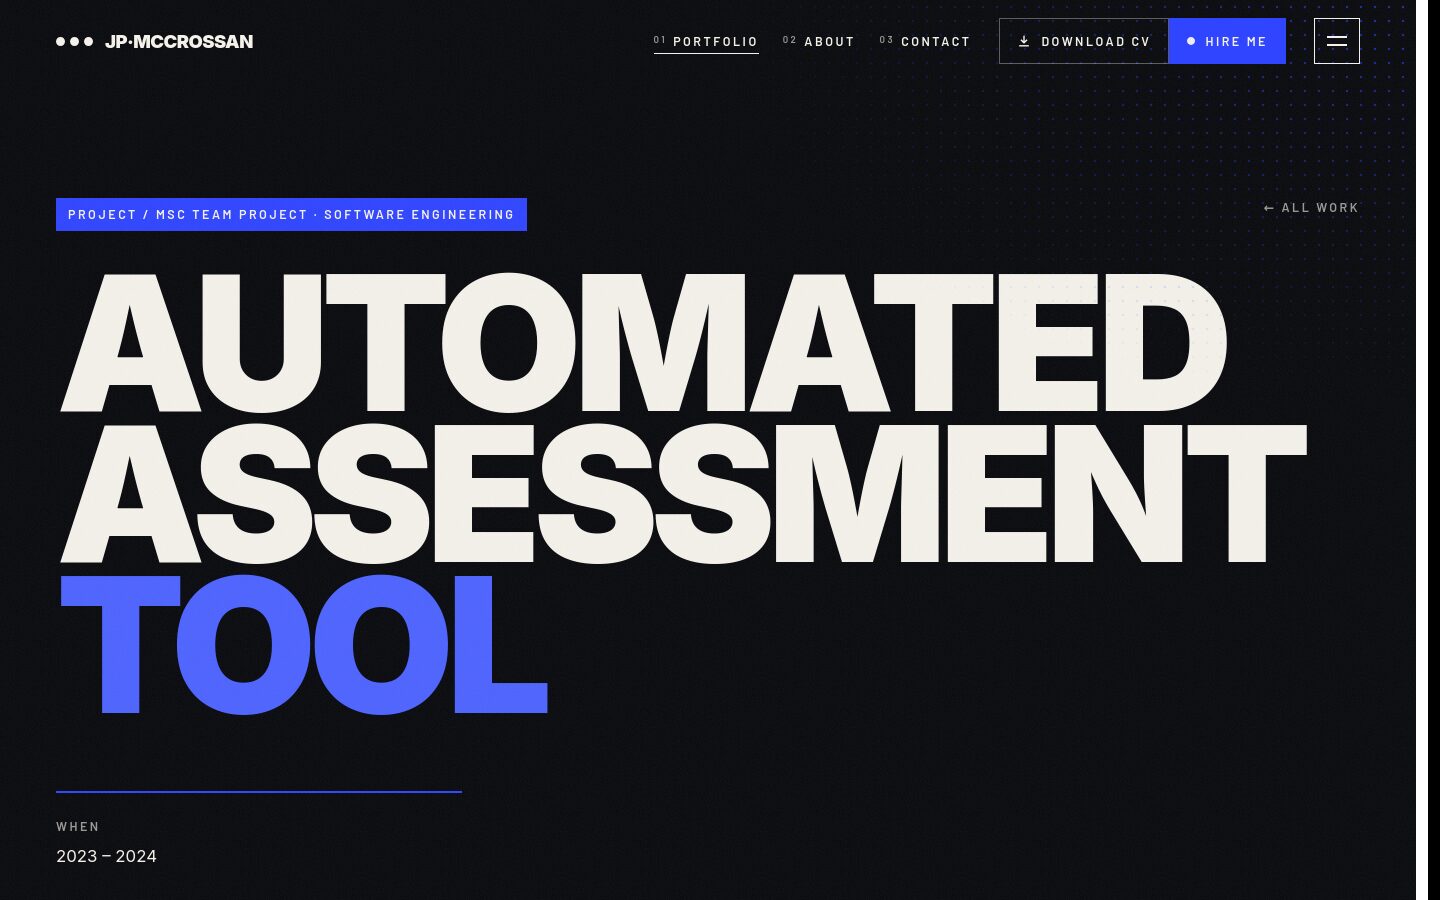 JP·MCCROSSAN
01 PORTFOLIO 02 ABOUT 03 CONTACT DOWNLOAD CV HIRE ME
PROJECT / MSC TEAM PROJECT · SOFTWARE ENGINEERING
← ALL WORK
AUTOMATED
ASSESSMENT
TOOL
WHEN
2023 – 2024